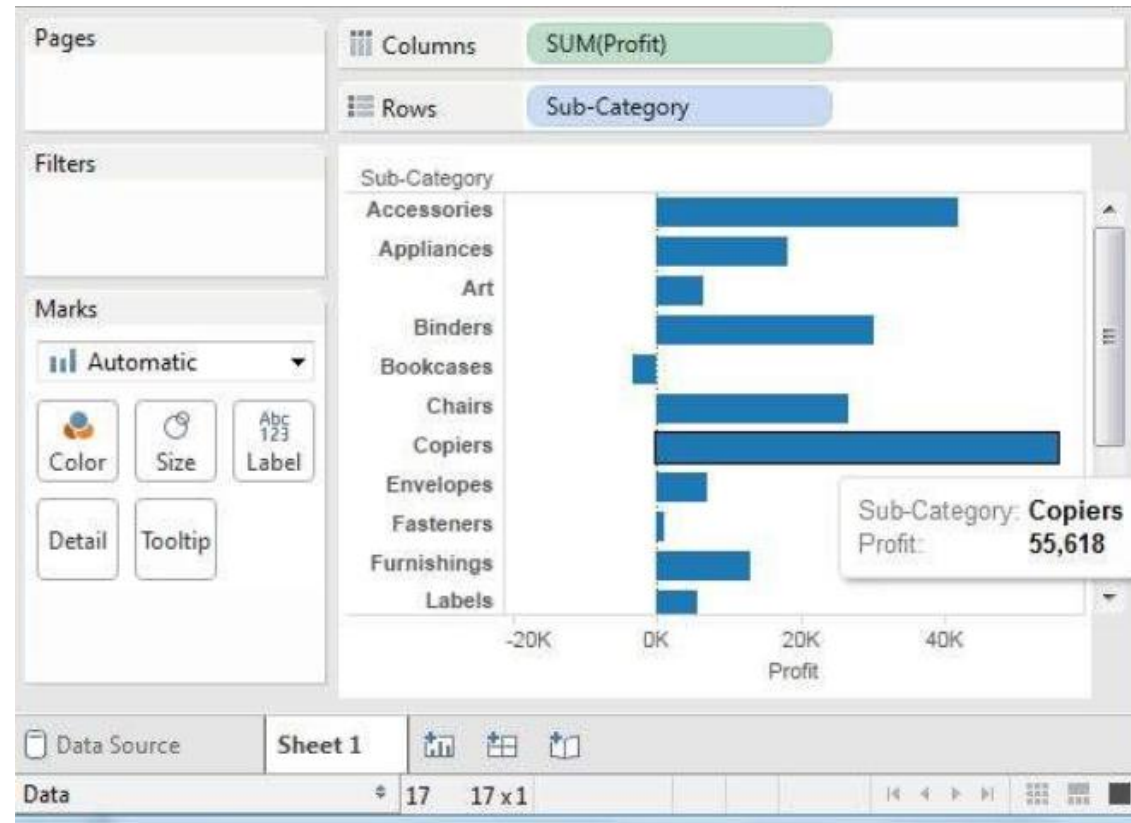 Pages
Columns
SUM(Profit)
Rows
Sub-Category
Filters
Sub-Category
Accessories
Appliances
Art
Binders
Bookcases
Chairs
Copiers
Envelopes
Fasteners
Furnishings
Labels
-20K 0K 20K 40K
Profit
Sub-Category: Copiers
Profit: 55,618
Marks
Automatic
Color
Size
Abc
123
Label
Detail
Tooltip
Data Source
Sheet 1
Data
17
17 x 1